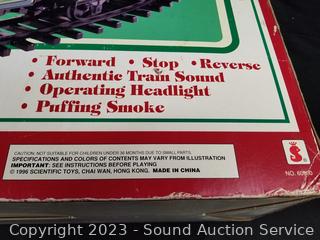 • Forward • Stop • Reverse
• Authentic Train Sound
• Operating Headlight
• Puffing Smoke
CAUTION: NOT SUITABLE FOR CHILDREN UNDER 36 MONTHS DUE TO SMALL PARTS.
SPECIFICATIONS AND COLORS OF CONTENTS MAY VARY FROM ILLUSTRATION
IMPORTANT: SEE INSTRUCTIONS BEFORE PLAYING
© 1996 SCIENTIFIC TOYS, CHAI WAN, HONG KONG. MADE IN CHINA
S
NO.
Copyright 2023 - Sound Auction Service